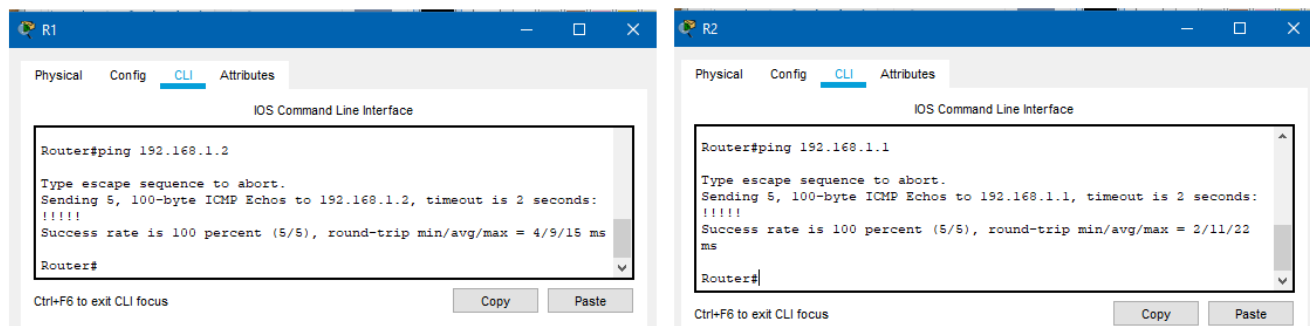 R1
Physical Config CLI Attributes
IOS Command Line Interface
Router#ping 192.168.1.2
Type escape sequence to abort.
Sending 5, 100-byte ICMP Echos to 192.168.1.2, timeout is 2 seconds:
!!!!!
Success rate is 100 percent (5/5), round-trip min/avg/max = 4/9/15 ms
Router#
Ctrl+F6 to exit CLI focus
Copy Paste
R2
Physical Config CLI Attributes
IOS Command Line Interface
Router#ping 192.168.1.1
Type escape sequence to abort.
Sending 5, 100-byte ICMP Echos to 192.168.1.1, timeout is 2 seconds:
!!!!!
Success rate is 100 percent (5/5), round-trip min/avg/max = 2/11/22
ms
Router#
Ctrl+F6 to exit CLI focus
Copy Paste